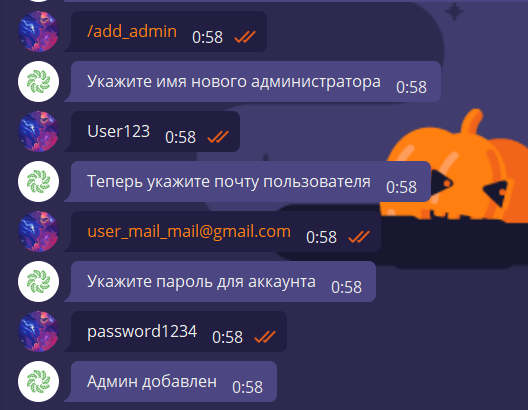 /add_admin 0:58
Укажите имя нового администратора 0:58
User123 0:58
Теперь укажите почту пользователя 0:58
user_mail_mail@gmail.com 0:58
Укажите пароль для аккаунта 0:58
password1234 0:58
Админ добавлен 0:58